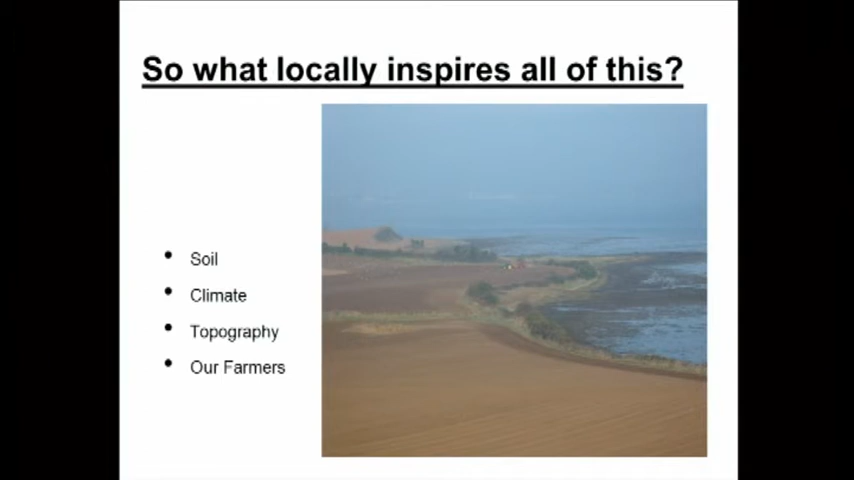 So what locally inspires all of this?
• Soil
• Climate
• Topography
• Our Farmers